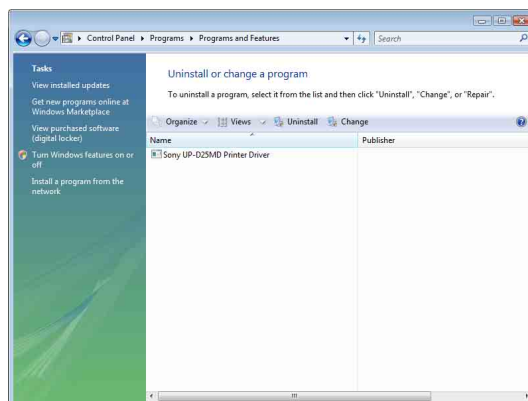 Control Panel ▸ Programs ▸ Programs and Features
Search
Tasks
View installed updates
Get new programs online at
Windows Marketplace
View purchased software
(digital locker)
Turn Windows features on or
off
Install a program from the
network
Uninstall or change a program
To uninstall a program, select it from the list and then click "Uninstall", "Change", or "Repair".
Organize Views Uninstall Change
Name Publisher
Sony UP-D25MD Printer Driver